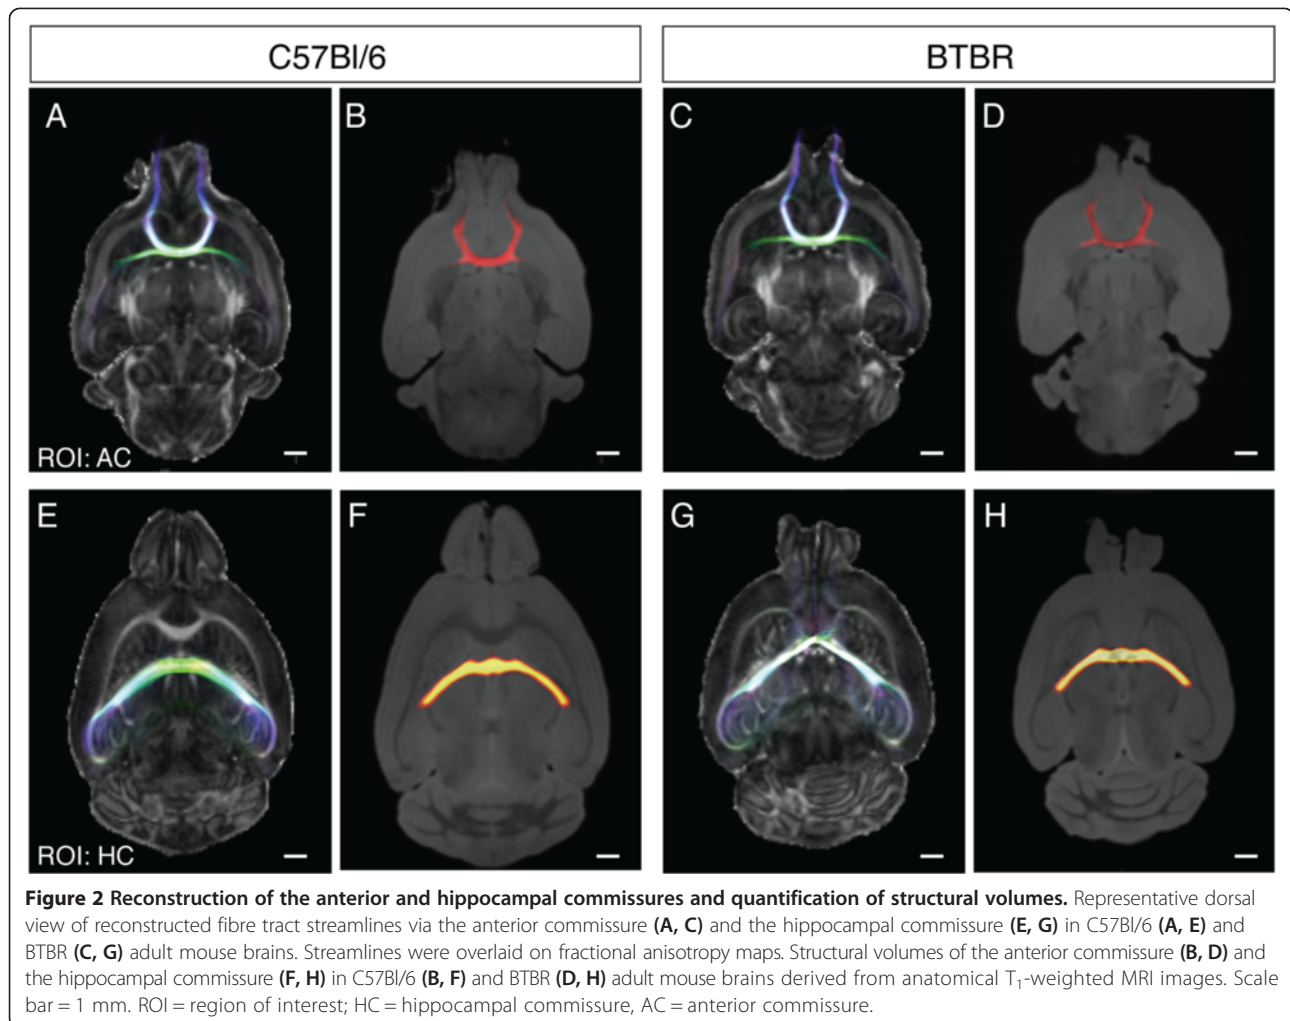 C57Bl/6
BTBR
A
B
C
D
ROI: AC
E
F
G
H
ROI: HC
Figure 2 Reconstruction of the anterior and hippocampal commissures and quantification of structural volumes. Representative dorsal
view of reconstructed fibre tract streamlines via the anterior commissure (A, C) and the hippocampal commissure (E, G) in C57Bl/6 (A, E) and
BTBR (C, G) adult mouse brains. Streamlines were overlaid on fractional anisotropy maps. Structural volumes of the anterior commissure (B, D) and
the hippocampal commissure (F, H) in C57Bl/6 (B, F) and BTBR (D, H) adult mouse brains derived from anatomical T₁-weighted MRI images. Scale
bar = 1 mm. ROI = region of interest; HC = hippocampal commissure, AC = anterior commissure.